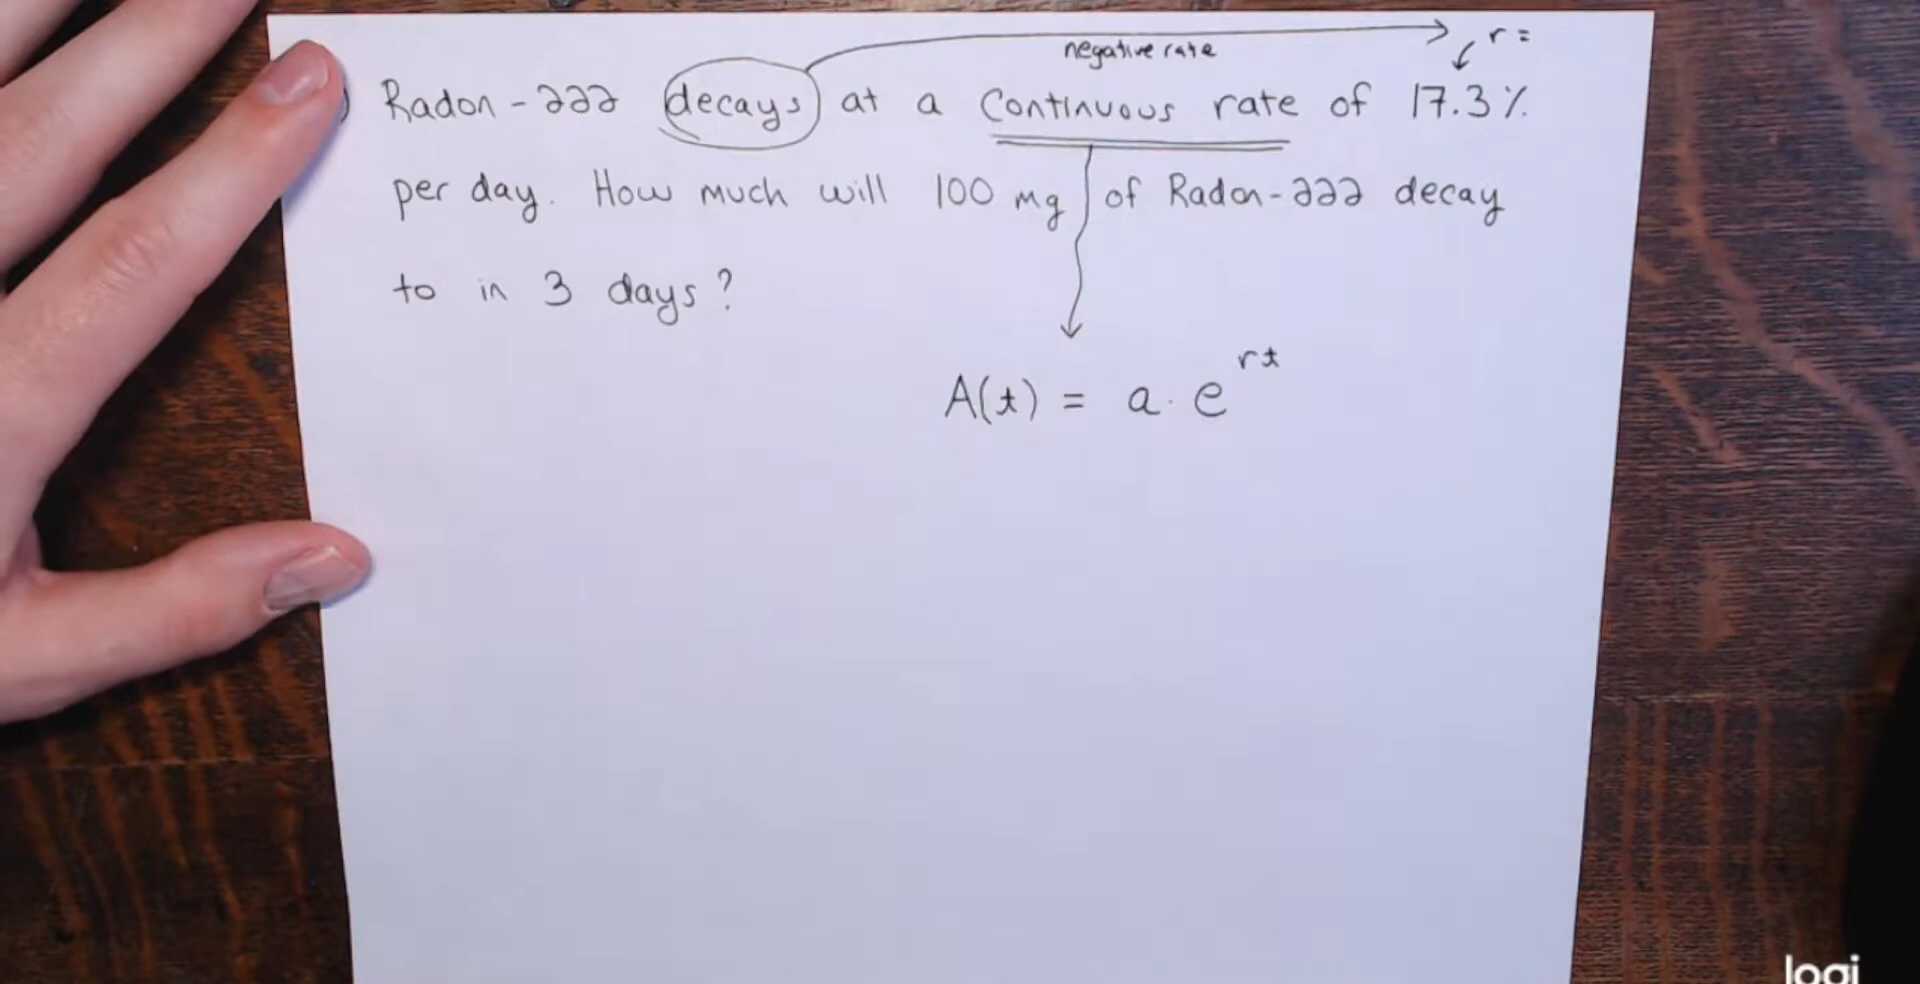 r =
negative rate
Radon-222 decays at a continuous rate of 17.3%
per day. How much will 100 mg of Radon-222 decay
to in 3 days?
A(t) = a · e^{rt}
logi